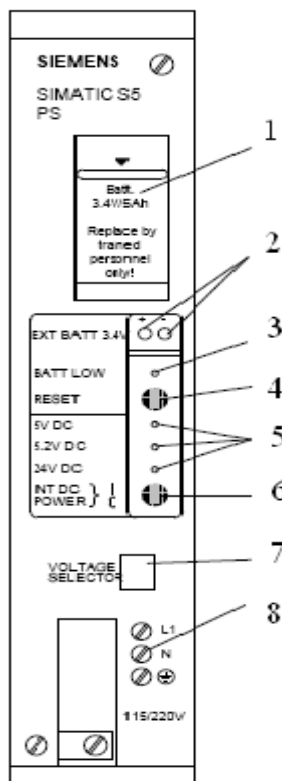 SIEMENS
SIMATIC S5
PS
1
Batt.
3.4V/5Ah
Replace by
trained
personnel
only!
2
+ -
EXT BATT 3.4V
3
BATT LOW
4
RESET
5V DC
5
5.2V DC
24V DC
6
INT DC
POWER
7
VOLTAGE
SELECTOR
8
L1
N
115/220V